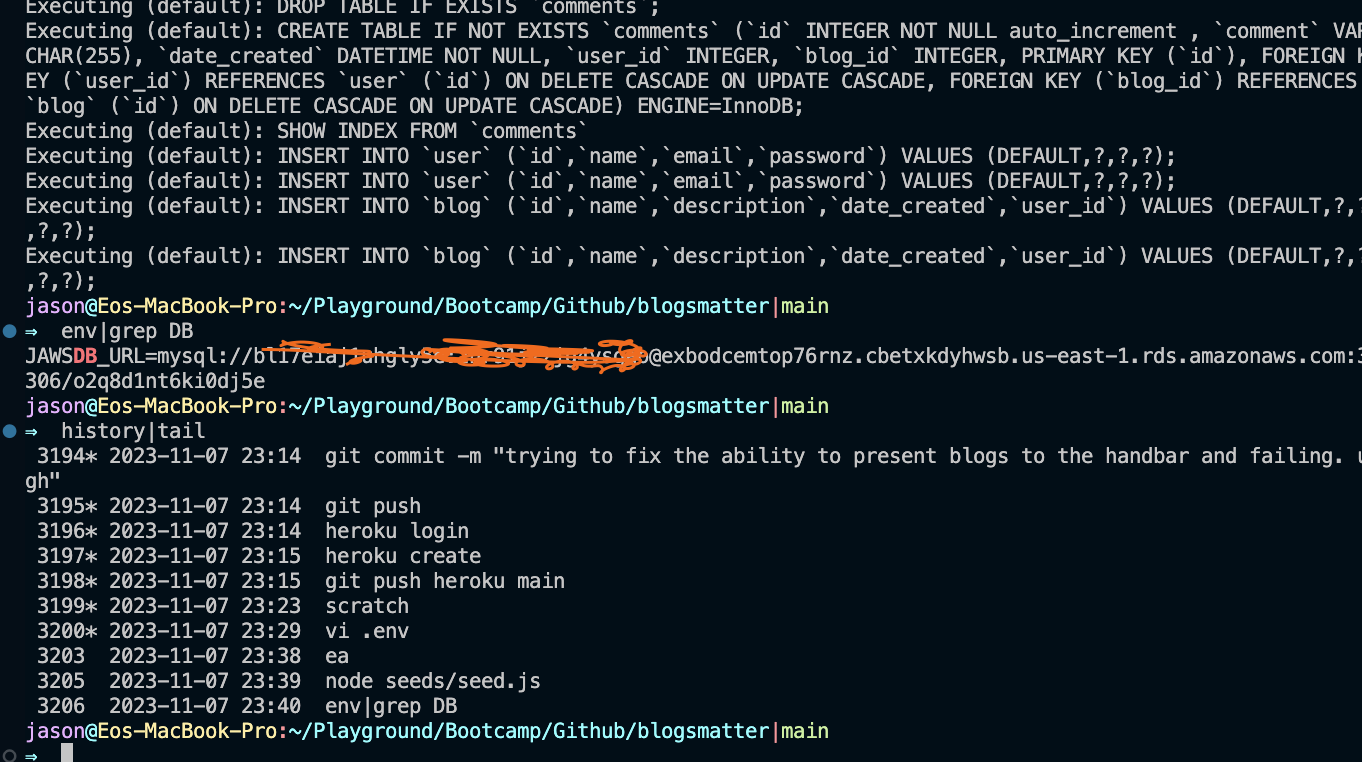 Executing (default): DROP TABLE IF EXISTS `comments`;
Executing (default): CREATE TABLE IF NOT EXISTS `comments` (`id` INTEGER NOT NULL auto_increment , `comment` VAR
CHAR(255), `date_created` DATETIME NOT NULL, `user_id` INTEGER, `blog_id` INTEGER, PRIMARY KEY (`id`), FOREIGN K
EY (`user_id`) REFERENCES `user` (`id`) ON DELETE CASCADE ON UPDATE CASCADE, FOREIGN KEY (`blog_id`) REFERENCES
`blog` (`id`) ON DELETE CASCADE ON UPDATE CASCADE) ENGINE=InnoDB;
Executing (default): SHOW INDEX FROM `comments`
Executing (default): INSERT INTO `user` (`id`,`name`,`email`,`password`) VALUES (DEFAULT,?,?,?);
Executing (default): INSERT INTO `user` (`id`,`name`,`email`,`password`) VALUES (DEFAULT,?,?,?);
Executing (default): INSERT INTO `blog` (`id`,`name`,`description`,`date_created`,`user_id`) VALUES (DEFAULT,?,?
,?,?);
Executing (default): INSERT INTO `blog` (`id`,`name`,`description`,`date_created`,`user_id`) VALUES (DEFAULT,?,?
,?,?);
jason@Eos-MacBook-Pro:~/Playground/Bootcamp/Github/blogsmatter|main
⇒  env|grep DB
JAWSDB_URL=mysql://@exbodcemtop76rnz.cbetxkdyhwsb.us-east-1.rds.amazonaws.com:3
306/o2q8d1nt6ki0dj5e
jason@Eos-MacBook-Pro:~/Playground/Bootcamp/Github/blogsmatter|main
⇒  history|tail
3194* 2023-11-07 23:14  git commit -m "trying to fix the ability to present blogs to the handbar and failing. u
gh"
3195* 2023-11-07 23:14  git push
3196* 2023-11-07 23:14  heroku login
3197* 2023-11-07 23:15  heroku create
3198* 2023-11-07 23:15  git push heroku main
3199* 2023-11-07 23:23  scratch
3200* 2023-11-07 23:29  vi .env
3203  2023-11-07 23:38  ea
3205  2023-11-07 23:39  node seeds/seed.js
3206  2023-11-07 23:40  env|grep DB
jason@Eos-MacBook-Pro:~/Playground/Bootcamp/Github/blogsmatter|main
⇒